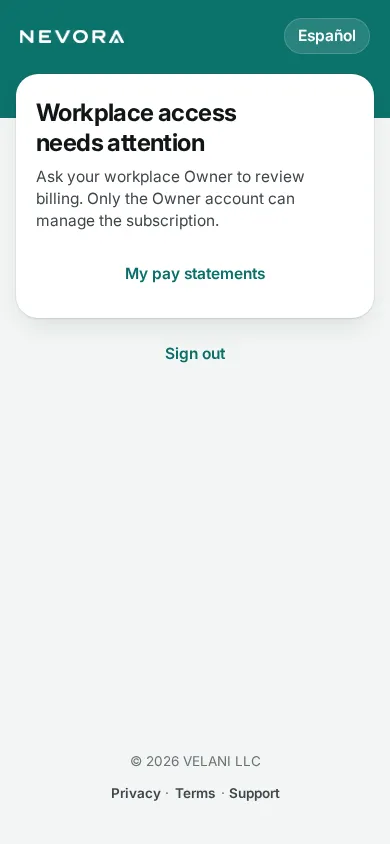 NEVORA
Español
Workplace access
needs attention
Ask your workplace Owner to review
billing. Only the Owner account can
manage the subscription.
My pay statements
Sign out
© 2026 VELANI LLC
Privacy · Terms · Support